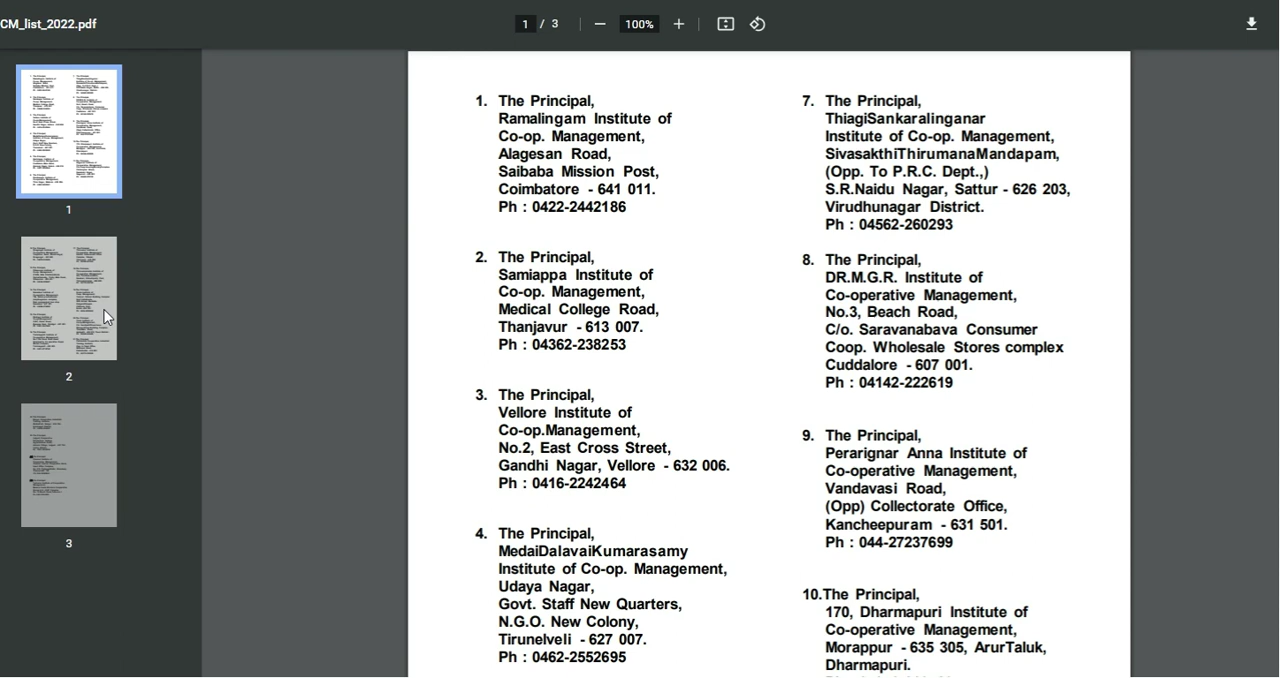 CM_list_2022.pdf
1 / 3
100%
1
2
3
1. The Principal,
Ramalingam Institute of
Co-op. Management,
Alagesan Road,
Saibaba Mission Post,
Coimbatore - 641 011.
Ph : 0422-2442186
2. The Principal,
Samiappa Institute of
Co-op. Management,
Medical College Road,
Thanjavur - 613 007.
Ph : 04362-238253
3. The Principal,
Vellore Institute of
Co-op.Management,
No.2, East Cross Street,
Gandhi Nagar, Vellore - 632 006.
Ph : 0416-2242464
4. The Principal,
MedaiDalavaiKumarasamy
Institute of Co-op. Management,
Udaya Nagar,
Govt. Staff New Quarters,
N.G.O. New Colony,
Tirunelveli - 627 007.
Ph : 0462-2552695
7. The Principal,
ThiagiSankaralinganar
Institute of Co-op. Management,
SivasakthiThirumanaMandapam,
(Opp. To P.R.C. Dept.,)
S.R.Naidu Nagar, Sattur - 626 203,
Virudhunagar District.
Ph : 04562-260293
8. The Principal,
DR.M.G.R. Institute of
Co-operative Management,
No.3, Beach Road,
C/o. Saravanabava Consumer
Coop. Wholesale Stores complex
Cuddalore - 607 001.
Ph : 04142-222619
9. The Principal,
Perarignar Anna Institute of
Co-operative Management,
Vandavasi Road,
(Opp) Collectorate Office,
Kancheepuram - 631 501.
Ph : 044-27237699
10.The Principal,
170, Dharmapuri Institute of
Co-operative Management,
Morappur - 635 305, ArurTaluk,
Dharmapuri.